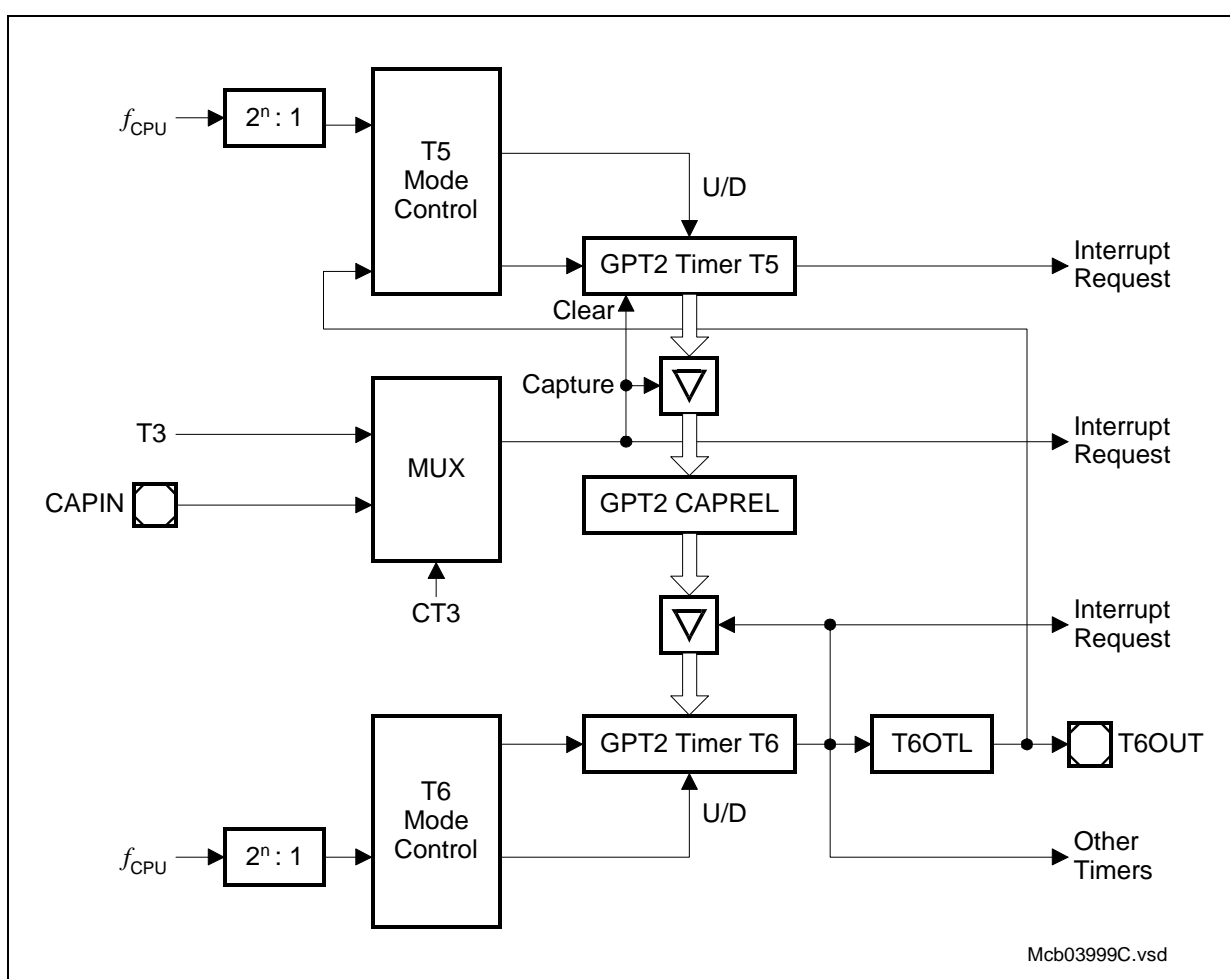 fCPU
2ⁿ : 1
T5
Mode
Control
U/D
GPT2 Timer T5
Interrupt
Request
Clear
Capture
T3
MUX
CAPIN
Interrupt
Request
GPT2 CAPREL
CT3
Interrupt
Request
GPT2 Timer T6
T6OTL
T6OUT
T6
Mode
Control
U/D
fCPU
2ⁿ : 1
Other
Timers
Mcb03999C.vsd